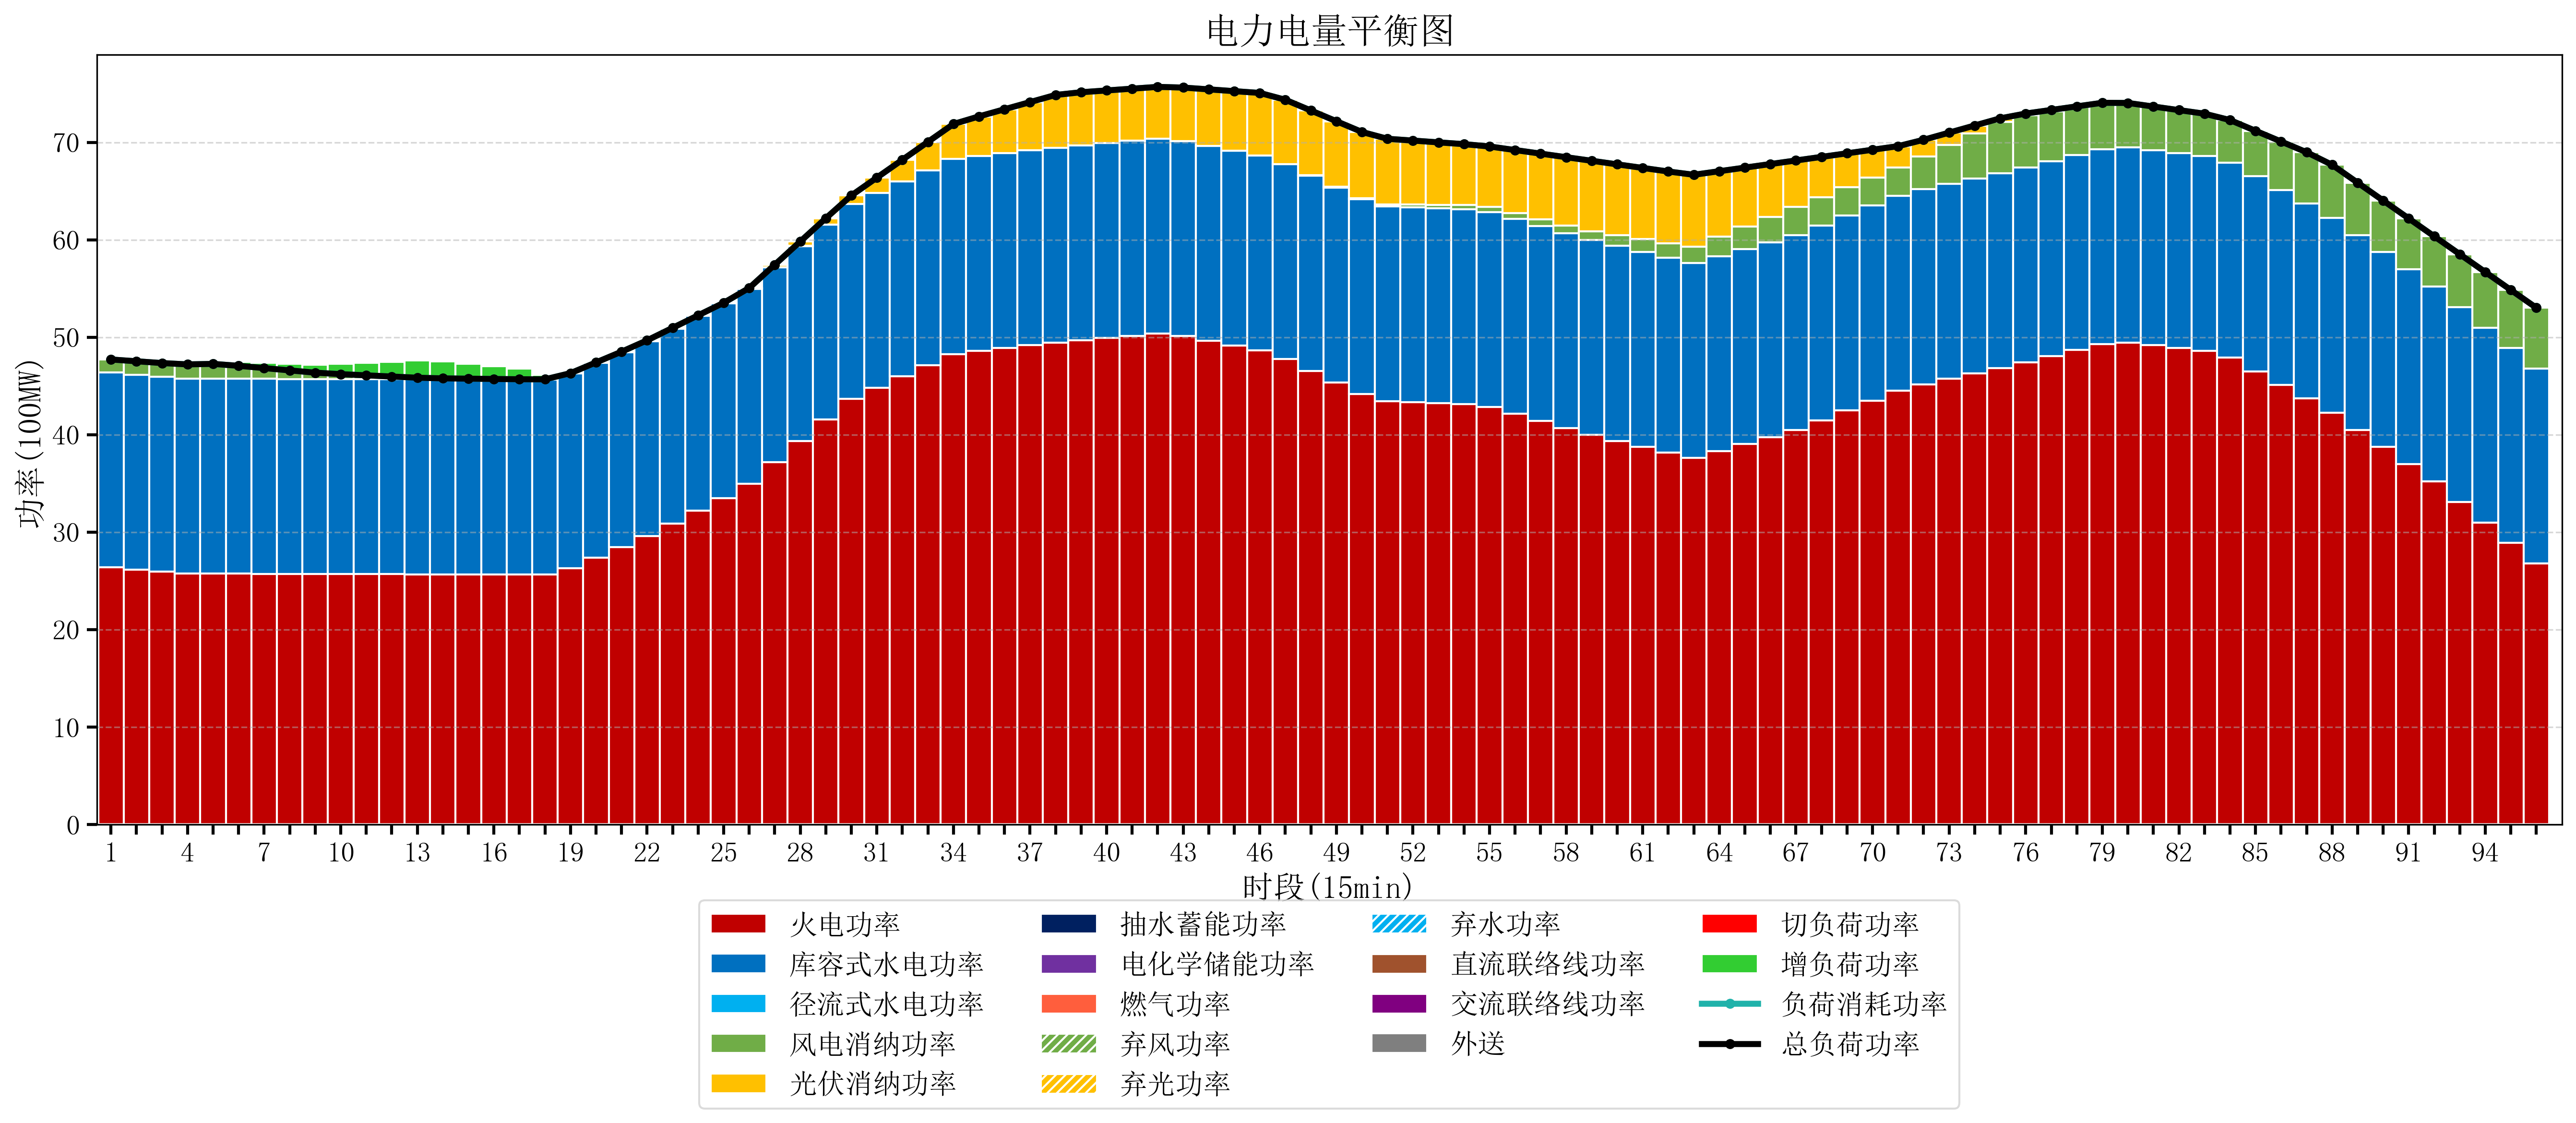 电力电量平衡图
功率(100MW)
70
60
50
40
30
20
10
0
1 4 7 10 13 16 19 22 25 28 31 34 37 40 43 46 49 52 55 58 61 64 67 70 73 76 79 82 85 88 91 94
时段(15min)
火电功率 抽水蓄能功率 弃水功率 切负荷功率
库容式水电功率 电化学储能功率 直流联络线功率 增负荷功率
径流式水电功率 燃气功率 交流联络线功率 负荷消耗功率
风电消纳功率 弃风功率 外送 总负荷功率
光伏消纳功率 弃光功率